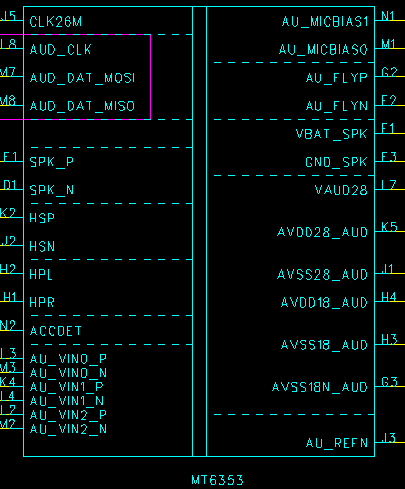 J5 CLK26M AU_MICBIAS1 N1
L8 AUD_CLK AU_MICBIAS0 M1
M7 AUD_DAT_MOSI AU_FLYP G2
M8 AUD_DAT_MISO AU_FLYN F2
VBAT_SPK F1
E1 SPK_P GND_SPK F3
D1 SPK_N VAUD28 L7
K2 HSP AVDD28_AUD K5
J2 HSN
H2 HPL AVSS28_AUD J1
H1 HPR AVDD18_AUD H4
N2 ACCDET AVSS18_AUD H3
L3 AU_VIN0_P
M3 AU_VIN0_N
K4 AU_VIN1_P AVSS18N_AUD G3
L4 AU_VIN1_N
L2 AU_VIN2_P
M2 AU_VIN2_N
AU_REFN J3
MT6353